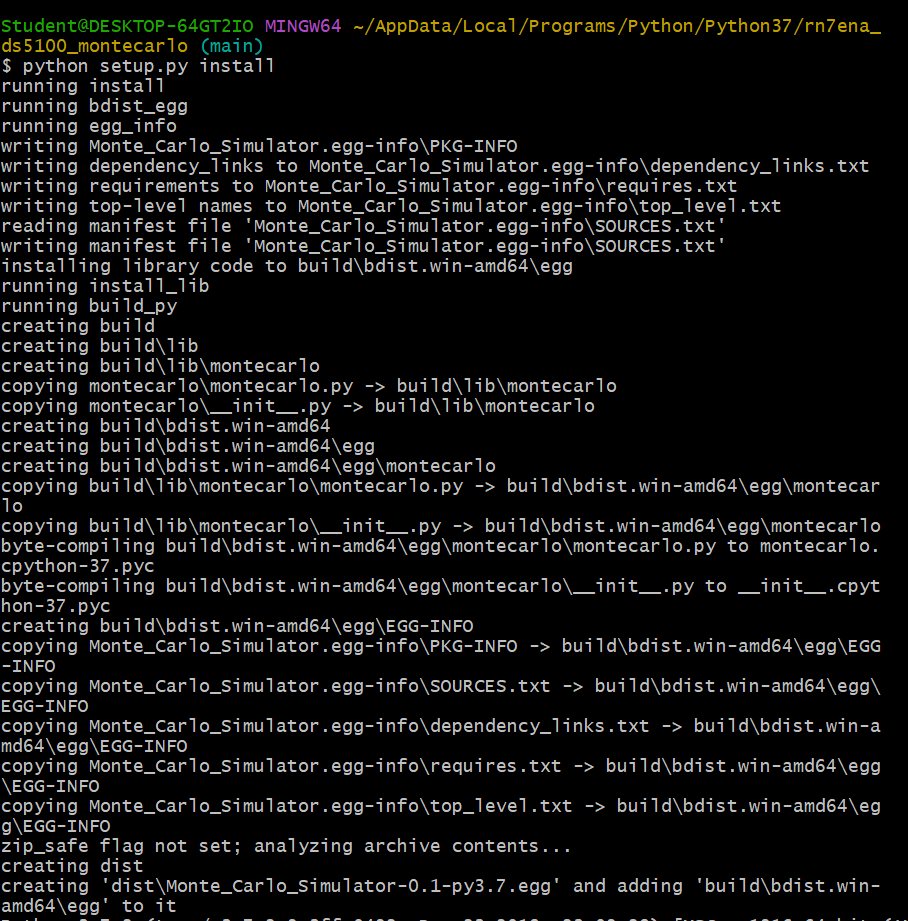 Student@DESKTOP-64GT2IO MINGW64 ~/AppData/Local/Programs/Python/Python37/rn7ena_
ds5100_montecarlo (main)
$ python setup.py install
running install
running bdist_egg
running egg_info
writing Monte_Carlo_Simulator.egg-info\PKG-INFO
writing dependency_links to Monte_Carlo_Simulator.egg-info\dependency_links.txt
writing requirements to Monte_Carlo_Simulator.egg-info\requires.txt
writing top-level names to Monte_Carlo_Simulator.egg-info\top_level.txt
reading manifest file 'Monte_Carlo_Simulator.egg-info\SOURCES.txt'
writing manifest file 'Monte_Carlo_Simulator.egg-info\SOURCES.txt'
installing library code to build\bdist.win-amd64\egg
running install_lib
running build_py
creating build
creating build\lib
creating build\lib\montecarlo
copying montecarlo\montecarlo.py -> build\lib\montecarlo
copying montecarlo\__init__.py -> build\lib\montecarlo
creating build\bdist.win-amd64
creating build\bdist.win-amd64\egg
creating build\bdist.win-amd64\egg\montecarlo
copying build\lib\montecarlo\montecarlo.py -> build\bdist.win-amd64\egg\montecar
lo
copying build\lib\montecarlo\__init__.py -> build\bdist.win-amd64\egg\montecarlo
byte-compiling build\bdist.win-amd64\egg\montecarlo\montecarlo.py to montecarlo.
cpython-37.pyc
byte-compiling build\bdist.win-amd64\egg\montecarlo\__init__.py to __init__.cpyt
hon-37.pyc
creating build\bdist.win-amd64\egg\EGG-INFO
copying Monte_Carlo_Simulator.egg-info\PKG-INFO -> build\bdist.win-amd64\egg\EGG
-INFO
copying Monte_Carlo_Simulator.egg-info\SOURCES.txt -> build\bdist.win-amd64\egg\
EGG-INFO
copying Monte_Carlo_Simulator.egg-info\dependency_links.txt -> build\bdist.win-a
md64\egg\EGG-INFO
copying Monte_Carlo_Simulator.egg-info\requires.txt -> build\bdist.win-amd64\egg
\EGG-INFO
copying Monte_Carlo_Simulator.egg-info\top_level.txt -> build\bdist.win-amd64\eg
g\EGG-INFO
zip_safe flag not set; analyzing archive contents...
creating dist
creating 'dist\Monte_Carlo_Simulator-0.1-py3.7.egg' and adding 'build\bdist.win-
amd64\egg' to it